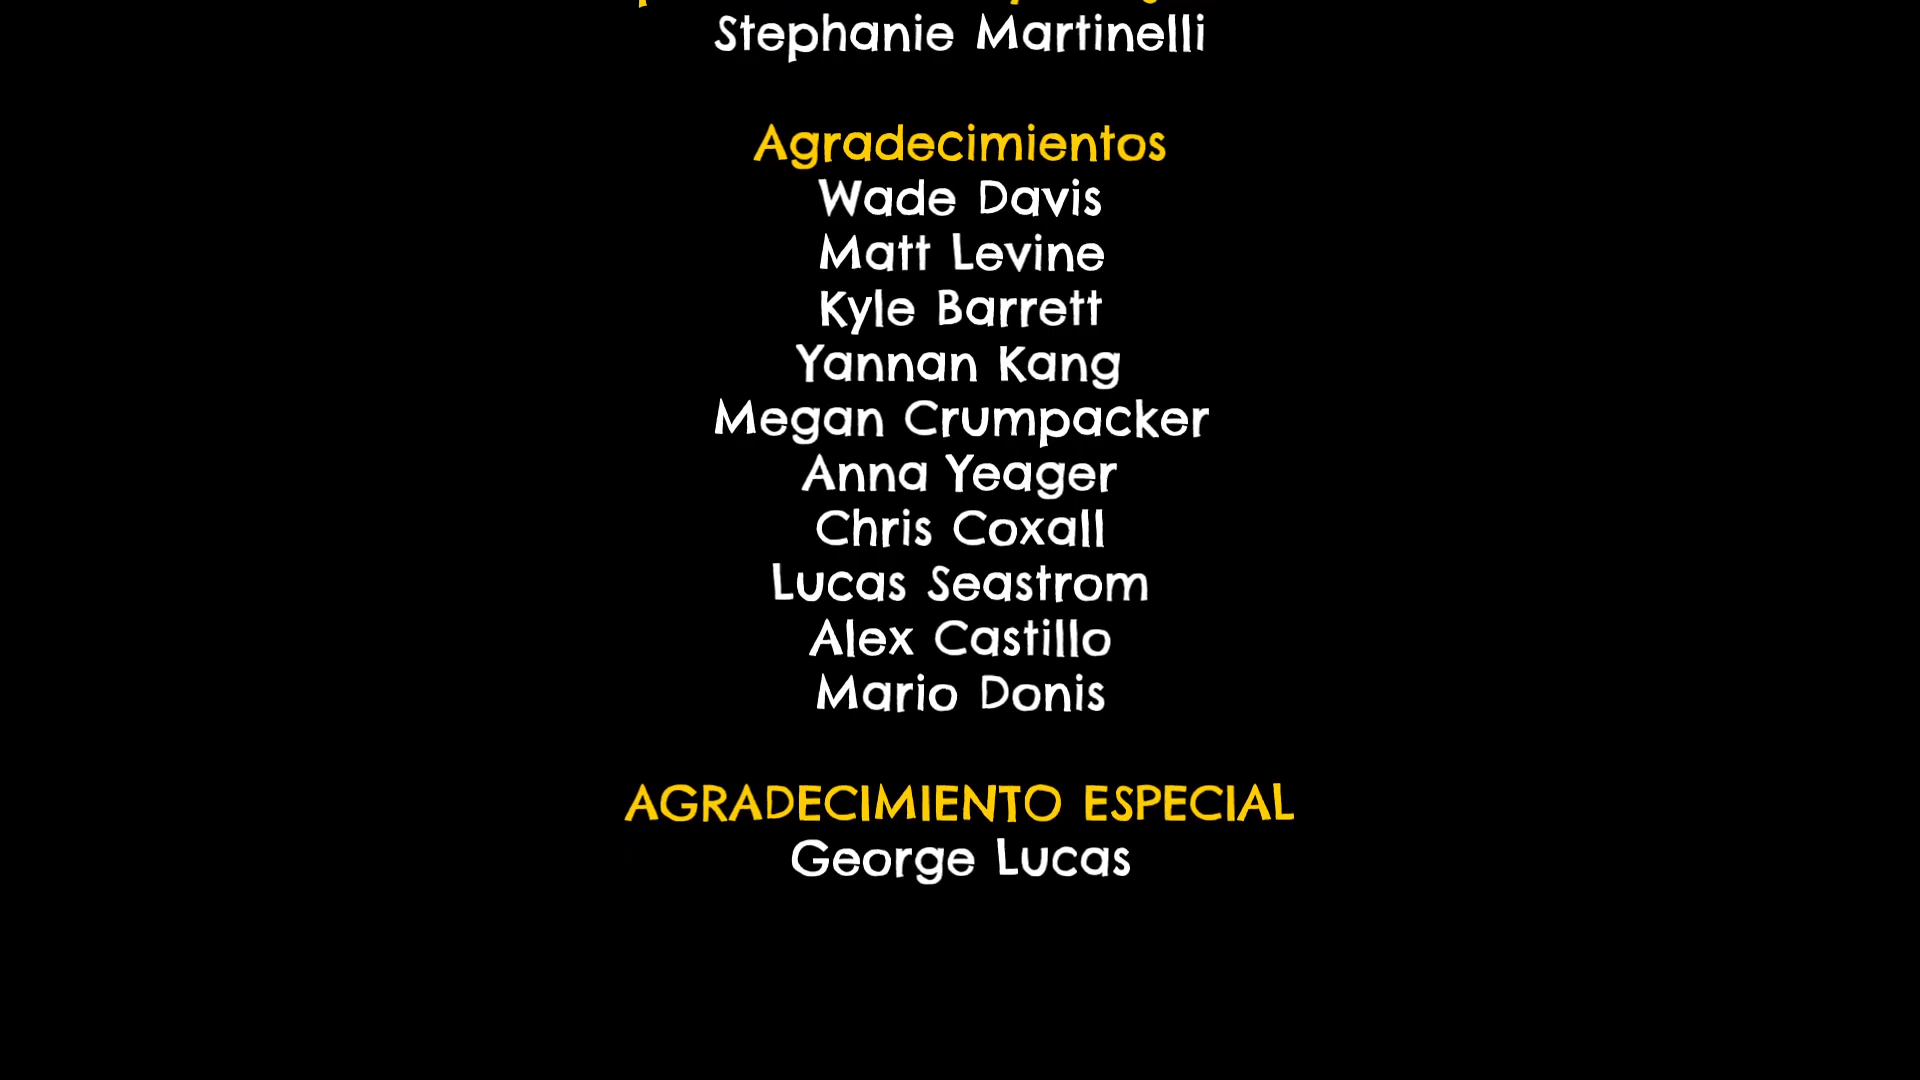 Stephanie Martinelli
Agradecimientos
Wade Davis
Matt Levine
Kyle Barrett
Yannan Kang
Megan Crumpacker
Anna Yeager
Chris Coxall
Lucas Seastrom
Alex Castillo
Mario Donis
AGRADECIMIENTO ESPECIAL
George Lucas